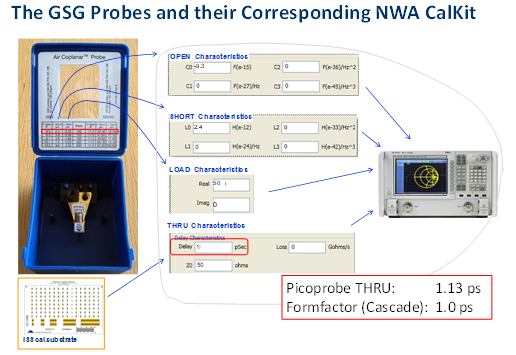 The GSG Probes and their Corresponding NWA CalKit
Air Coplanar™ Probe
OPEN Characteristics
C0 -9.3 F(e-15) C2 0 F(e-36)/Hz^2
C1 0 F(e-27)/Hz C3 0 F(e-45)/Hz^3
SHORT Characteristics
L0 2.4 H(e-12) L2 0 H(e-33)/Hz^2
L1 0 H(e-24)/Hz L3 0 H(e-42)/Hz^3
LOAD Characteristics
Real 50
Imag 0
THRU Characteristics
Delay Characteristics
Delay 1 pSec Loss 0 Gohms/s
Z0 50 ohms
Picoprobe THRU: 1.13 ps
Formfactor (Cascade): 1.0 ps
ISS cal.substrate